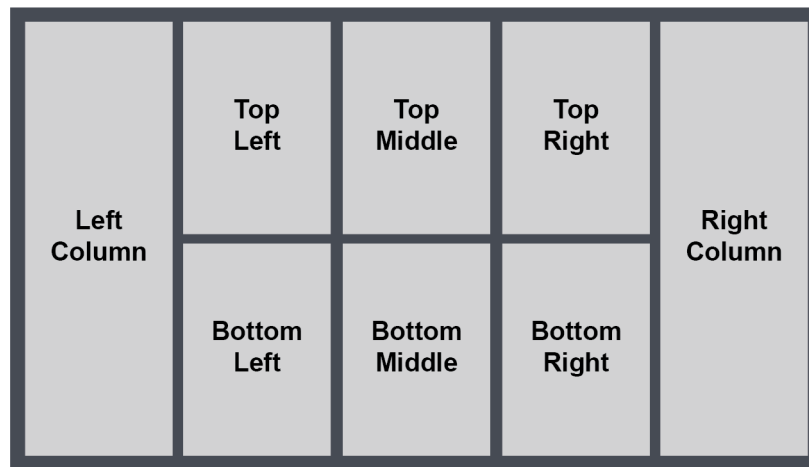 Left
Column
Top
Left
Top
Middle
Top
Right
Bottom
Left
Bottom
Middle
Bottom
Right
Right
Column